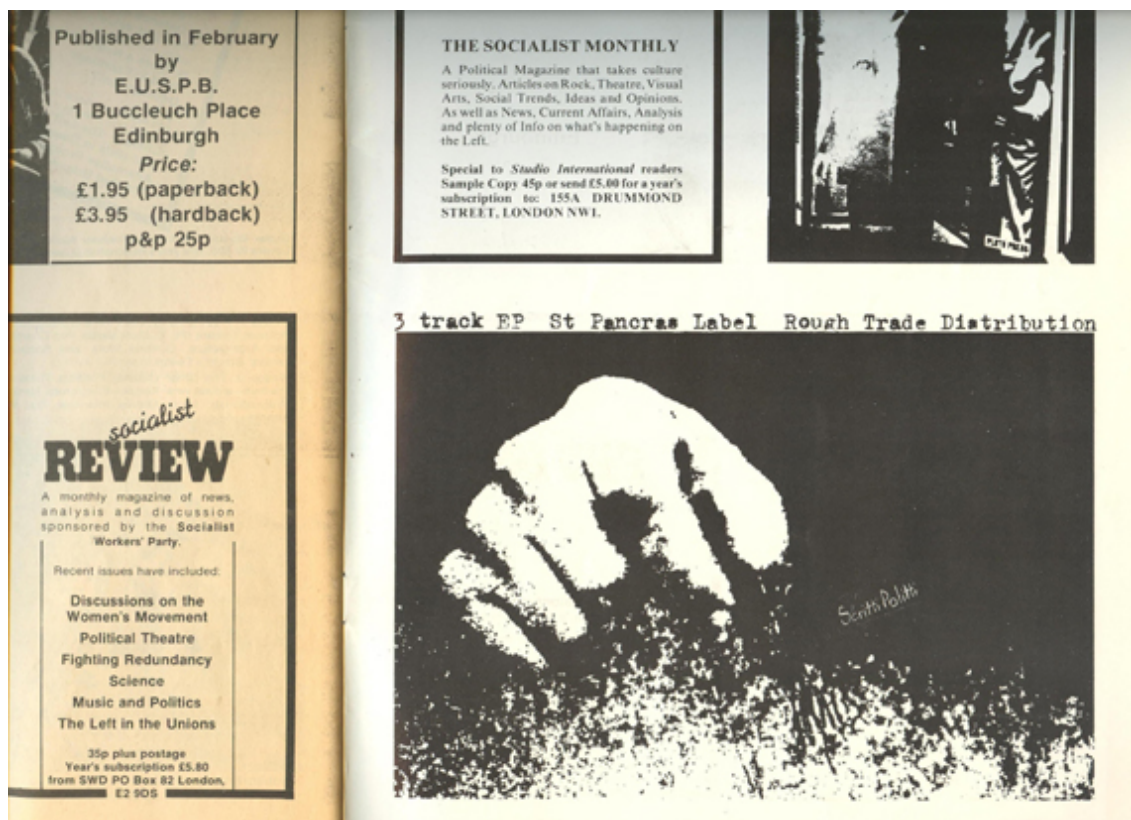 Published in February
by
E.U.S.P.B.
1 Buccleuch Place
Edinburgh
Price:
£1.95 (paperback)
£3.95 (hardback)
p&p 25p
socialist
REVIEW
A monthly magazine of news,
analysis and discussion
sponsored by the Socialist
Workers' Party.
Recent issues have included:
Discussions on the
Women's Movement
Political Theatre
Fighting Redundancy
Science
Music and Politics
The Left in the Unions
35p plus postage
Year's subscription £5.80
from SWD PO Box 82 London,
E2 9DS
THE SOCIALIST MONTHLY
A Political Magazine that takes culture
seriously. Articles on Rock, Theatre, Visual
Arts, Social Trends, Ideas and Opinions.
As well as News, Current Affairs, Analysis
and plenty of Info on what's happening on
the Left.
Special to Studio International readers
Sample Copy 45p or send £5.00 for a year's
subscription to: 155A DRUMMOND
STREET, LONDON NW1.
PLUTO PRESS
3 track EP St Pancras Label Rough Trade Distribution
Scritti Politti